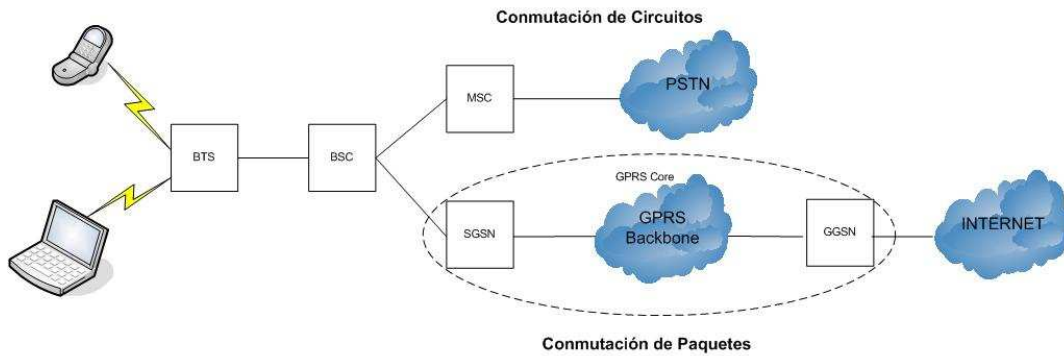 Conmutación de Circuitos
MSC
PSTN
BTS
BSC
GPRS Core
SGSN
GPRS
Backbone
GGSN
INTERNET
Conmutación de Paquetes